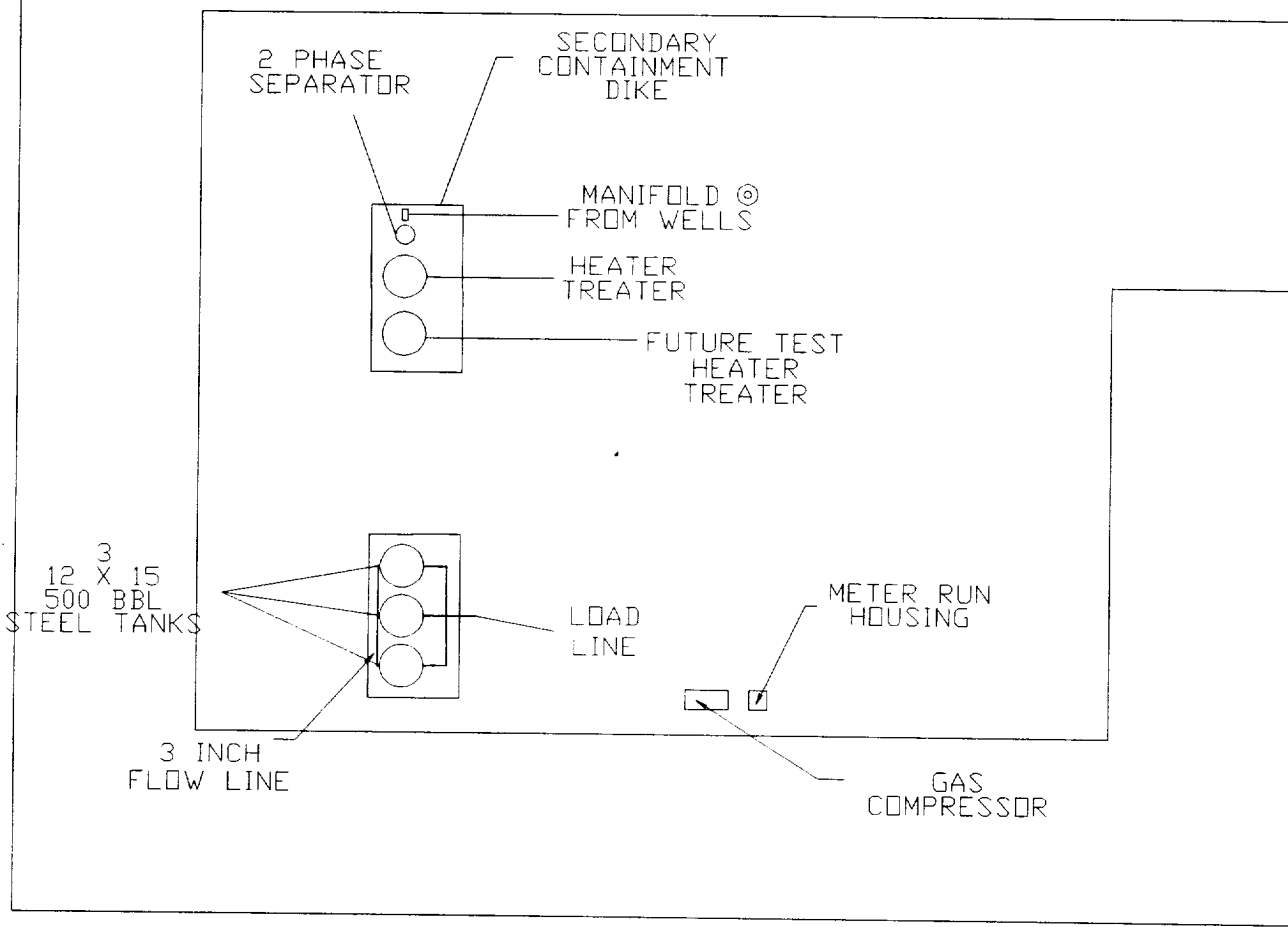 2 PHASE
SEPARATOR
SECONDARY
CONTAINMENT
DIKE
MANIFOLD ⌾
FROM WELLS
HEATER
TREATER
FUTURE TEST
HEATER
TREATER
3
12 X 15
500 BBL
STEEL TANKS
LOAD
LINE
METER RUN
HOUSING
3 INCH
FLOW LINE
GAS
COMPRESSOR